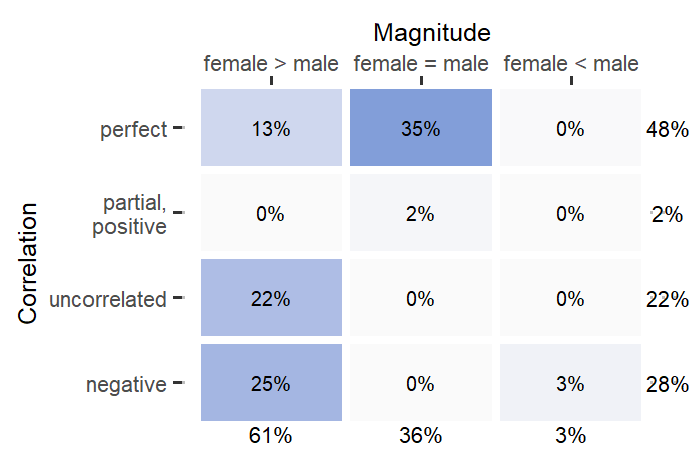 Magnitude
female > male female = male female < male
perfect 13% 35% 0% 48%
partial,
positive 0% 2% 0% 2%
Correlation
uncorrelated 22% 0% 0% 22%
negative 25% 0% 3% 28%
61% 36% 3%